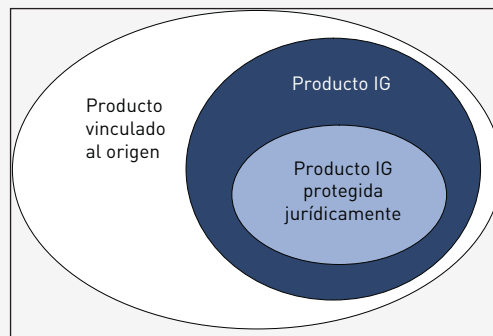 Producto IG
Producto
vinculado
al origen
Producto IG
protegida
jurídicamente